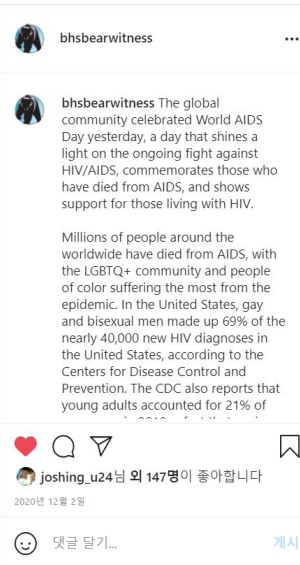 bhsbearwitness
bhsbearwitness The global
community celebrated World AIDS
Day yesterday, a day that shines a
light on the ongoing fight against
HIV/AIDS, commemorates those who
have died from AIDS, and shows
support for those living with HIV.
Millions of people around the
worldwide have died from AIDS, with
the LGBTQ+ community and people
of color suffering the most from the
epidemic. In the United States, gay
and bisexual men made up 69% of the
nearly 40,000 new HIV diagnoses in
the United States, according to the
Centers for Disease Control and
Prevention. The CDC also reports that
young adults accounted for 21% of
joshing_u24님 외 147명이 좋아합니다
2020년 12월 2일
댓글 달기...
게시